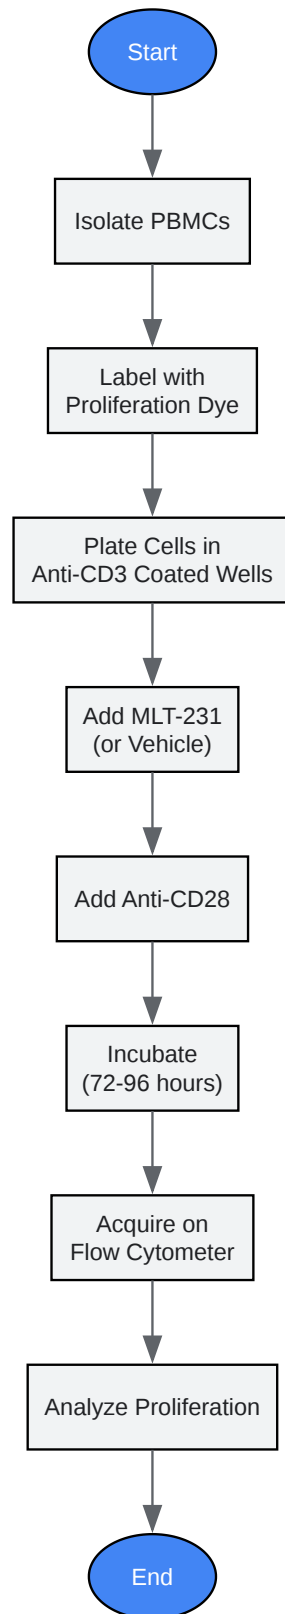 Start
Isolate PBMCs
Label with
Proliferation Dye
Plate Cells in
Anti-CD3 Coated Wells
Add MLT-231
(or Vehicle)
Add Anti-CD28
Incubate
(72-96 hours)
Acquire on
Flow Cytometer
Analyze Proliferation
End